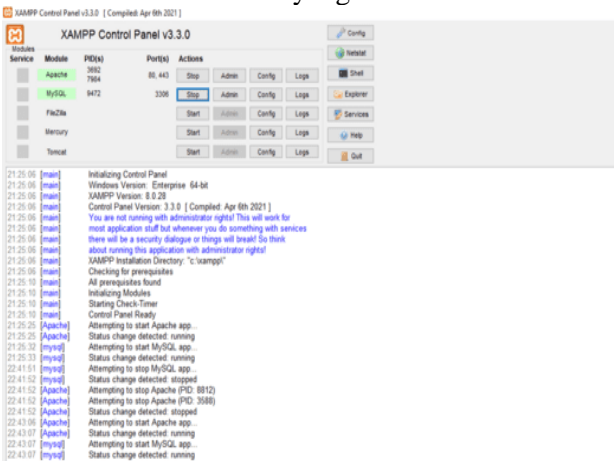 XAMPP Control Panel v3.3.0 [ Compiled: Apr 6th 2021 ]
XAMPP Control Panel v3.3.0
Config
Modules
Service Module PID(s) Port(s) Actions
Netstat
Apache 3692 7984 80, 443 Stop Admin Config Logs
Shell
MySQL 9472 3306 Stop Admin Config Logs
Explorer
FileZilla Start Admin Config Logs
Services
Mercury Start Admin Config Logs
Help
Tomcat Start Admin Config Logs
Quit
21:25:06 [main] Initializing Control Panel
21:25:06 [main] Windows Version: Enterprise 64-bit
21:25:06 [main] XAMPP Version: 8.0.28
21:25:06 [main] Control Panel Version: 3.3.0 [ Compiled: Apr 6th 2021 ]
21:25:06 [main] You are not running with administrator rights! This will work for
21:25:06 [main] most application stuff but whenever you do something with services
21:25:06 [main] there will be a security dialogue or things will break! So think
21:25:06 [main] about running this application with administrator rights!
21:25:06 [main] XAMPP Installation Directory: "c:\xampp\"
21:25:06 [main] Checking for prerequisites
21:25:10 [main] All prerequisites found
21:25:10 [main] Initializing Modules
21:25:10 [main] Starting Check-Timer
21:25:10 [main] Control Panel Ready
21:25:25 [Apache] Attempting to start Apache app...
21:25:25 [Apache] Status change detected: running
21:25:32 [mysql] Attempting to start MySQL app...
21:25:33 [mysql] Status change detected: running
22:41:51 [mysql] Attempting to stop MySQL app...
22:41:52 [mysql] Status change detected: stopped
22:41:52 [Apache] Attempting to stop Apache (PID: 8812)
22:41:52 [Apache] Attempting to stop Apache (PID: 3588)
22:41:52 [Apache] Status change detected: stopped
22:43:06 [Apache] Attempting to start Apache app...
22:43:07 [Apache] Status change detected: running
22:43:07 [mysql] Attempting to start MySQL app...
22:43:07 [mysql] Status change detected: running